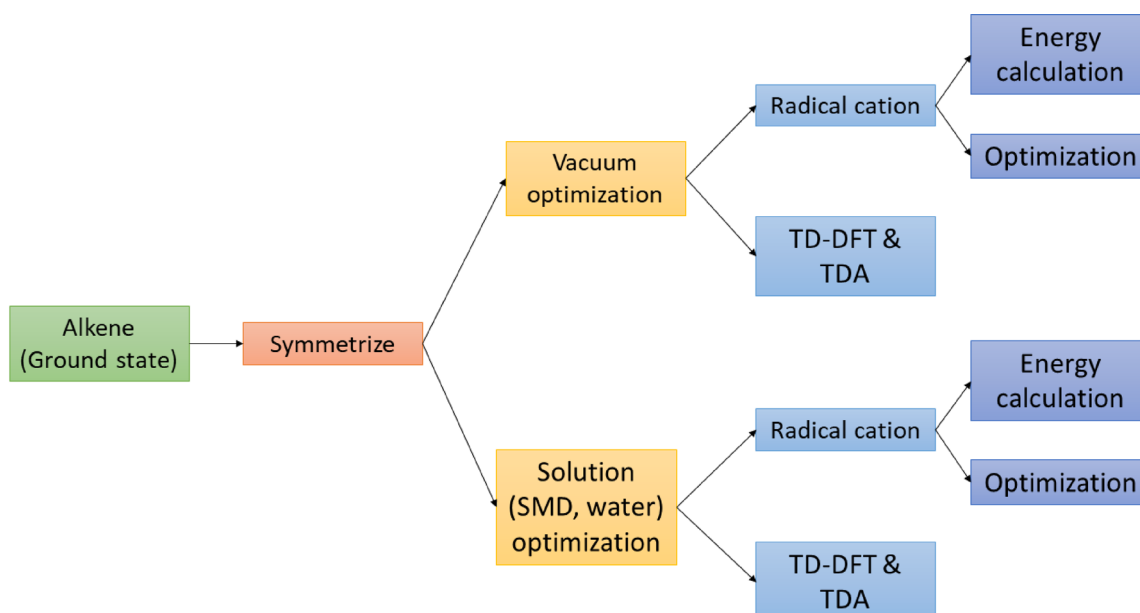 Alkene
(Ground state)
Symmetrize
Vacuum
optimization
Radical cation
Energy
calculation
Optimization
TD-DFT &
TDA
Solution
(SMD, water)
optimization
Radical cation
Energy
calculation
Optimization
TD-DFT &
TDA